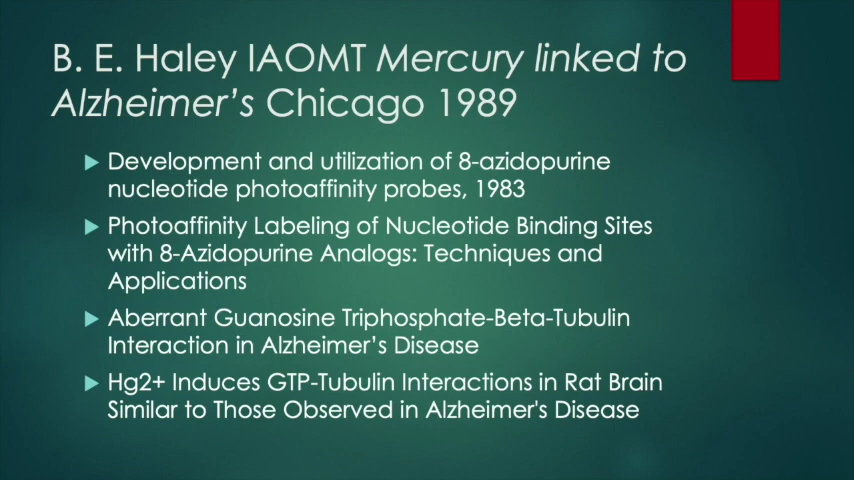 B. E. Haley IAOMT Mercury linked to
Alzheimer’s Chicago 1989
Development and utilization of 8-azidopurine
nucleotide photoaffinity probes, 1983
Photoaffinity Labeling of Nucleotide Binding Sites
with 8-Azidopurine Analogs: Techniques and
Applications
Aberrant Guanosine Triphosphate-Beta-Tubulin
Interaction in Alzheimer’s Disease
Hg2+ Induces GTP-Tubulin Interactions in Rat Brain
Similar to Those Observed in Alzheimer's Disease